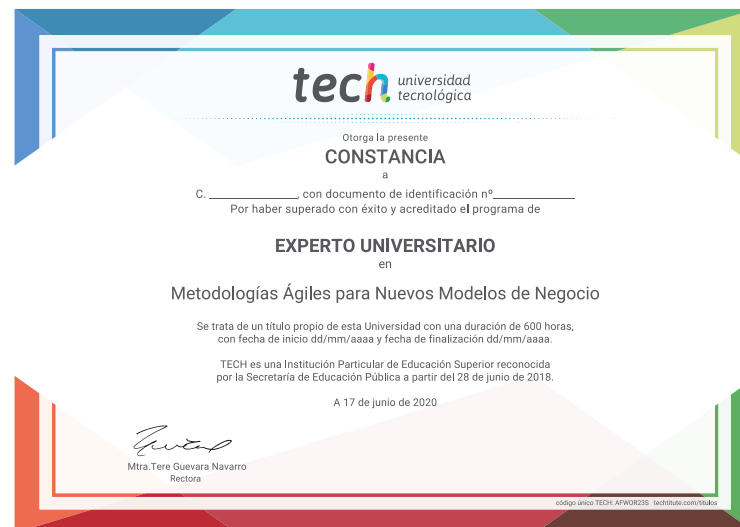 tech universidad
tecnológica
Otorga la presente
CONSTANCIA
a
C. ______________, con documento de identificación nº______________
Por haber superado con éxito y acreditado el programa de
EXPERTO UNIVERSITARIO
en
Metodologías Ágiles para Nuevos Modelos de Negocio
Se trata de un título propio de esta Universidad con una duración de 600 horas,
con fecha de inicio dd/mm/aaaa y fecha de finalización dd/mm/aaaa.
TECH es una Institución Particular de Educación Superior reconocida
por la Secretaría de Educación Pública a partir del 28 de junio de 2018.
A 17 de junio de 2020
Mtra.Tere Guevara Navarro
Rectora
código único TECH: AFWOR23S techtitute.com/titulos